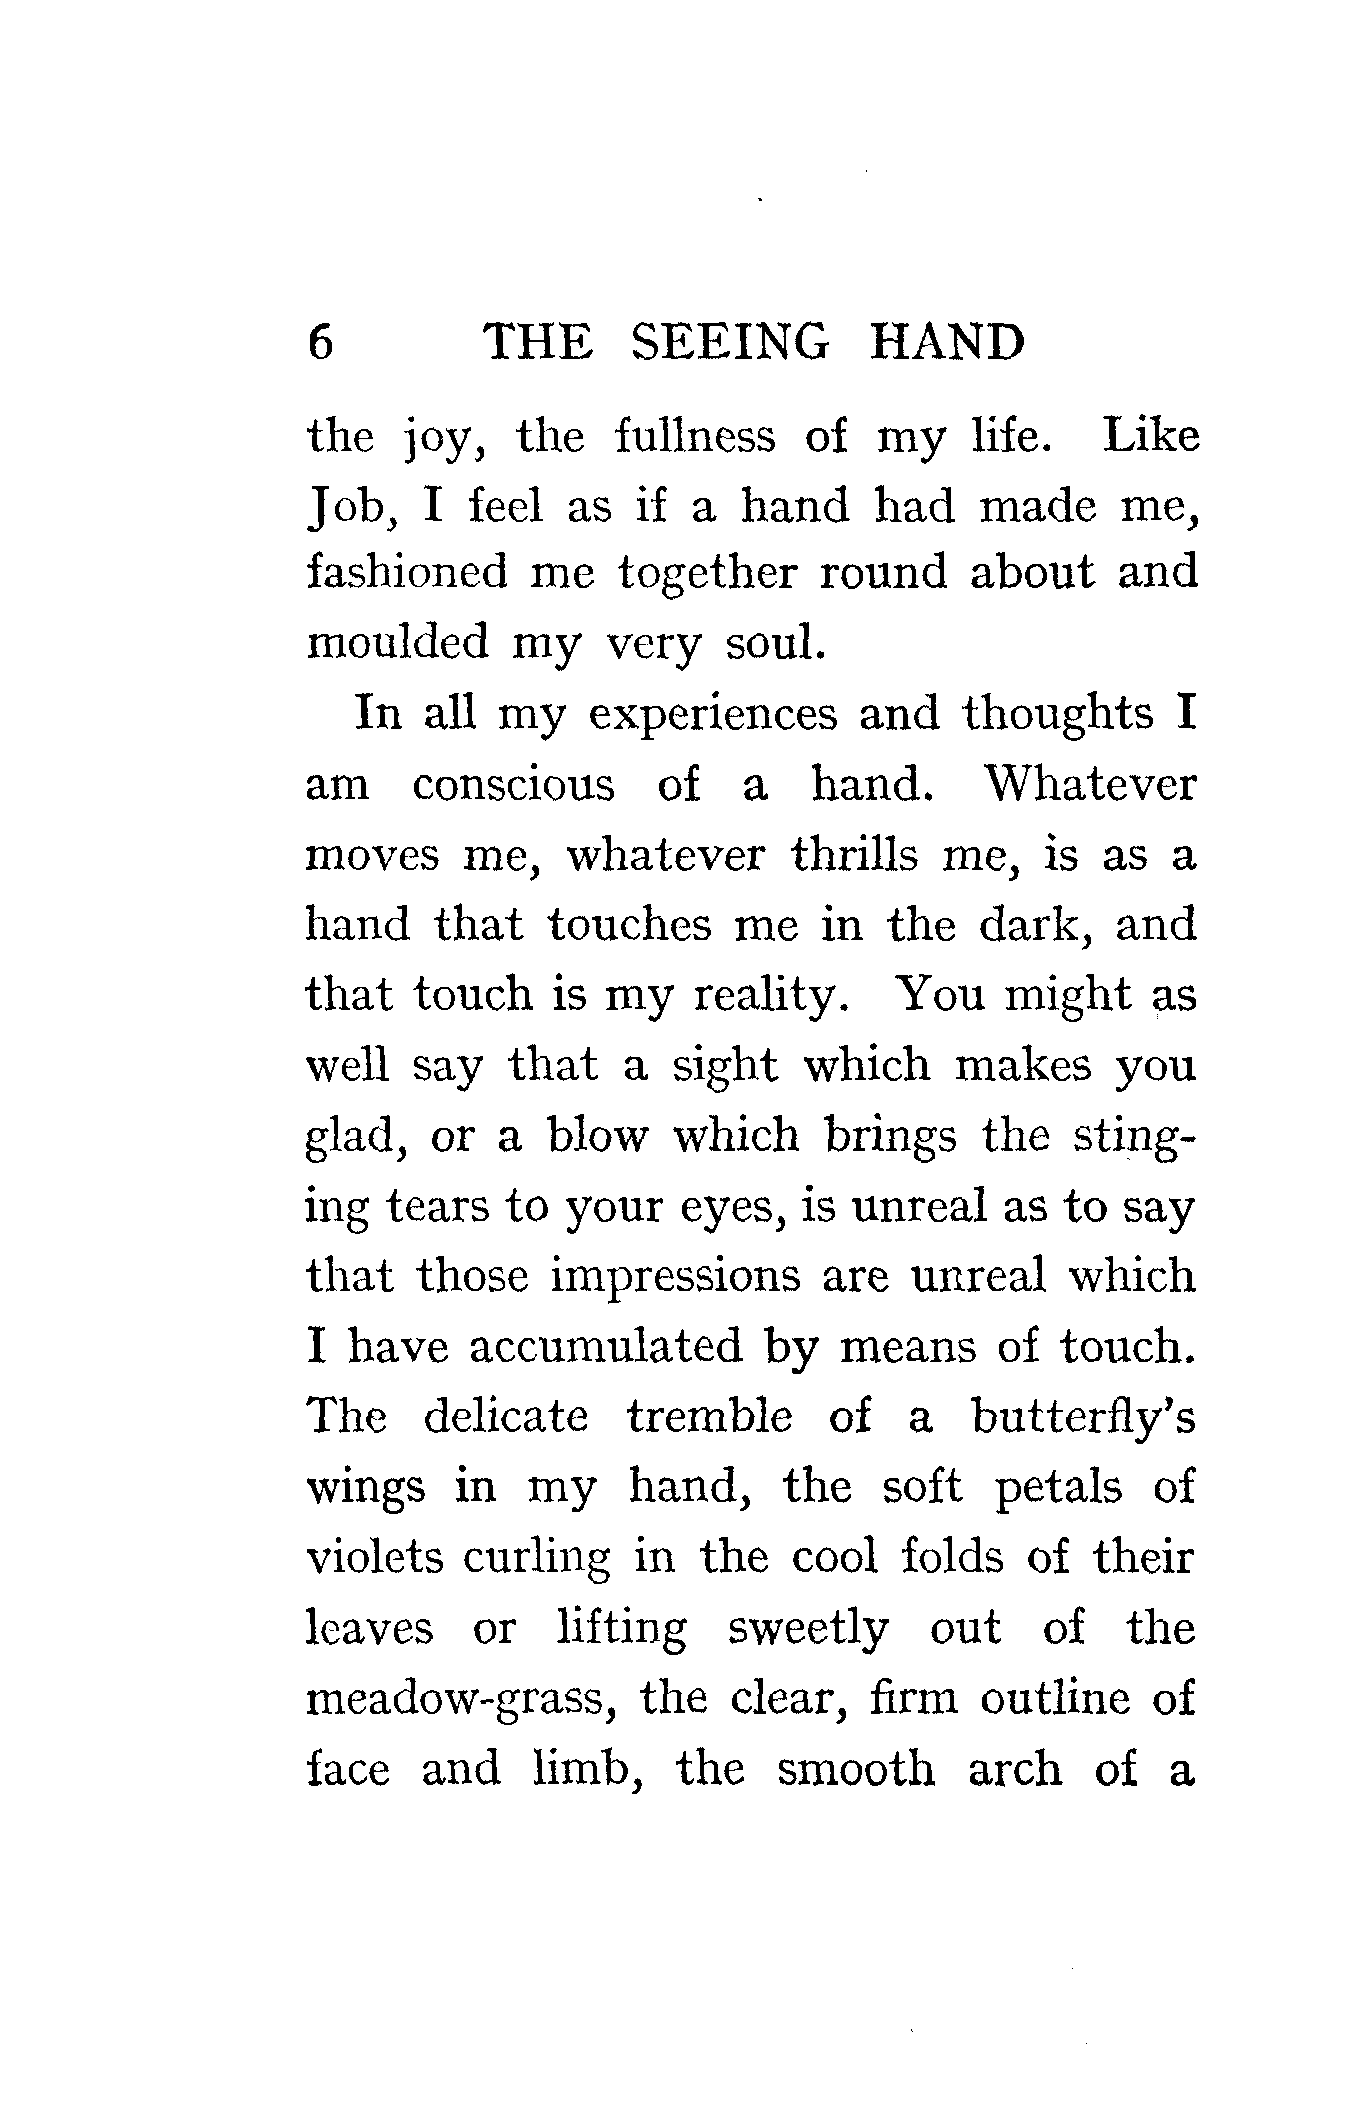 6 THE SEEING HAND
the joy, the fullness of my life. Like
Job, I feel as if a hand had made me,
fashioned me together round about and
moulded my very soul.
In all my experiences and thoughts I
am conscious of a hand. Whatever
moves me, whatever thrills me, is as a
hand that touches me in the dark, and
that touch is my reality. You might as
well say that a sight which makes you
glad, or a blow which brings the sting-
ing tears to your eyes, is unreal as to say
that those impressions are unreal which
I have accumulated by means of touch.
The delicate tremble of a butterfly's
wings in my hand, the soft petals of
violets curling in the cool folds of their
leaves or lifting sweetly out of the
meadow-grass, the clear, firm outline of
face and limb, the smooth arch of a